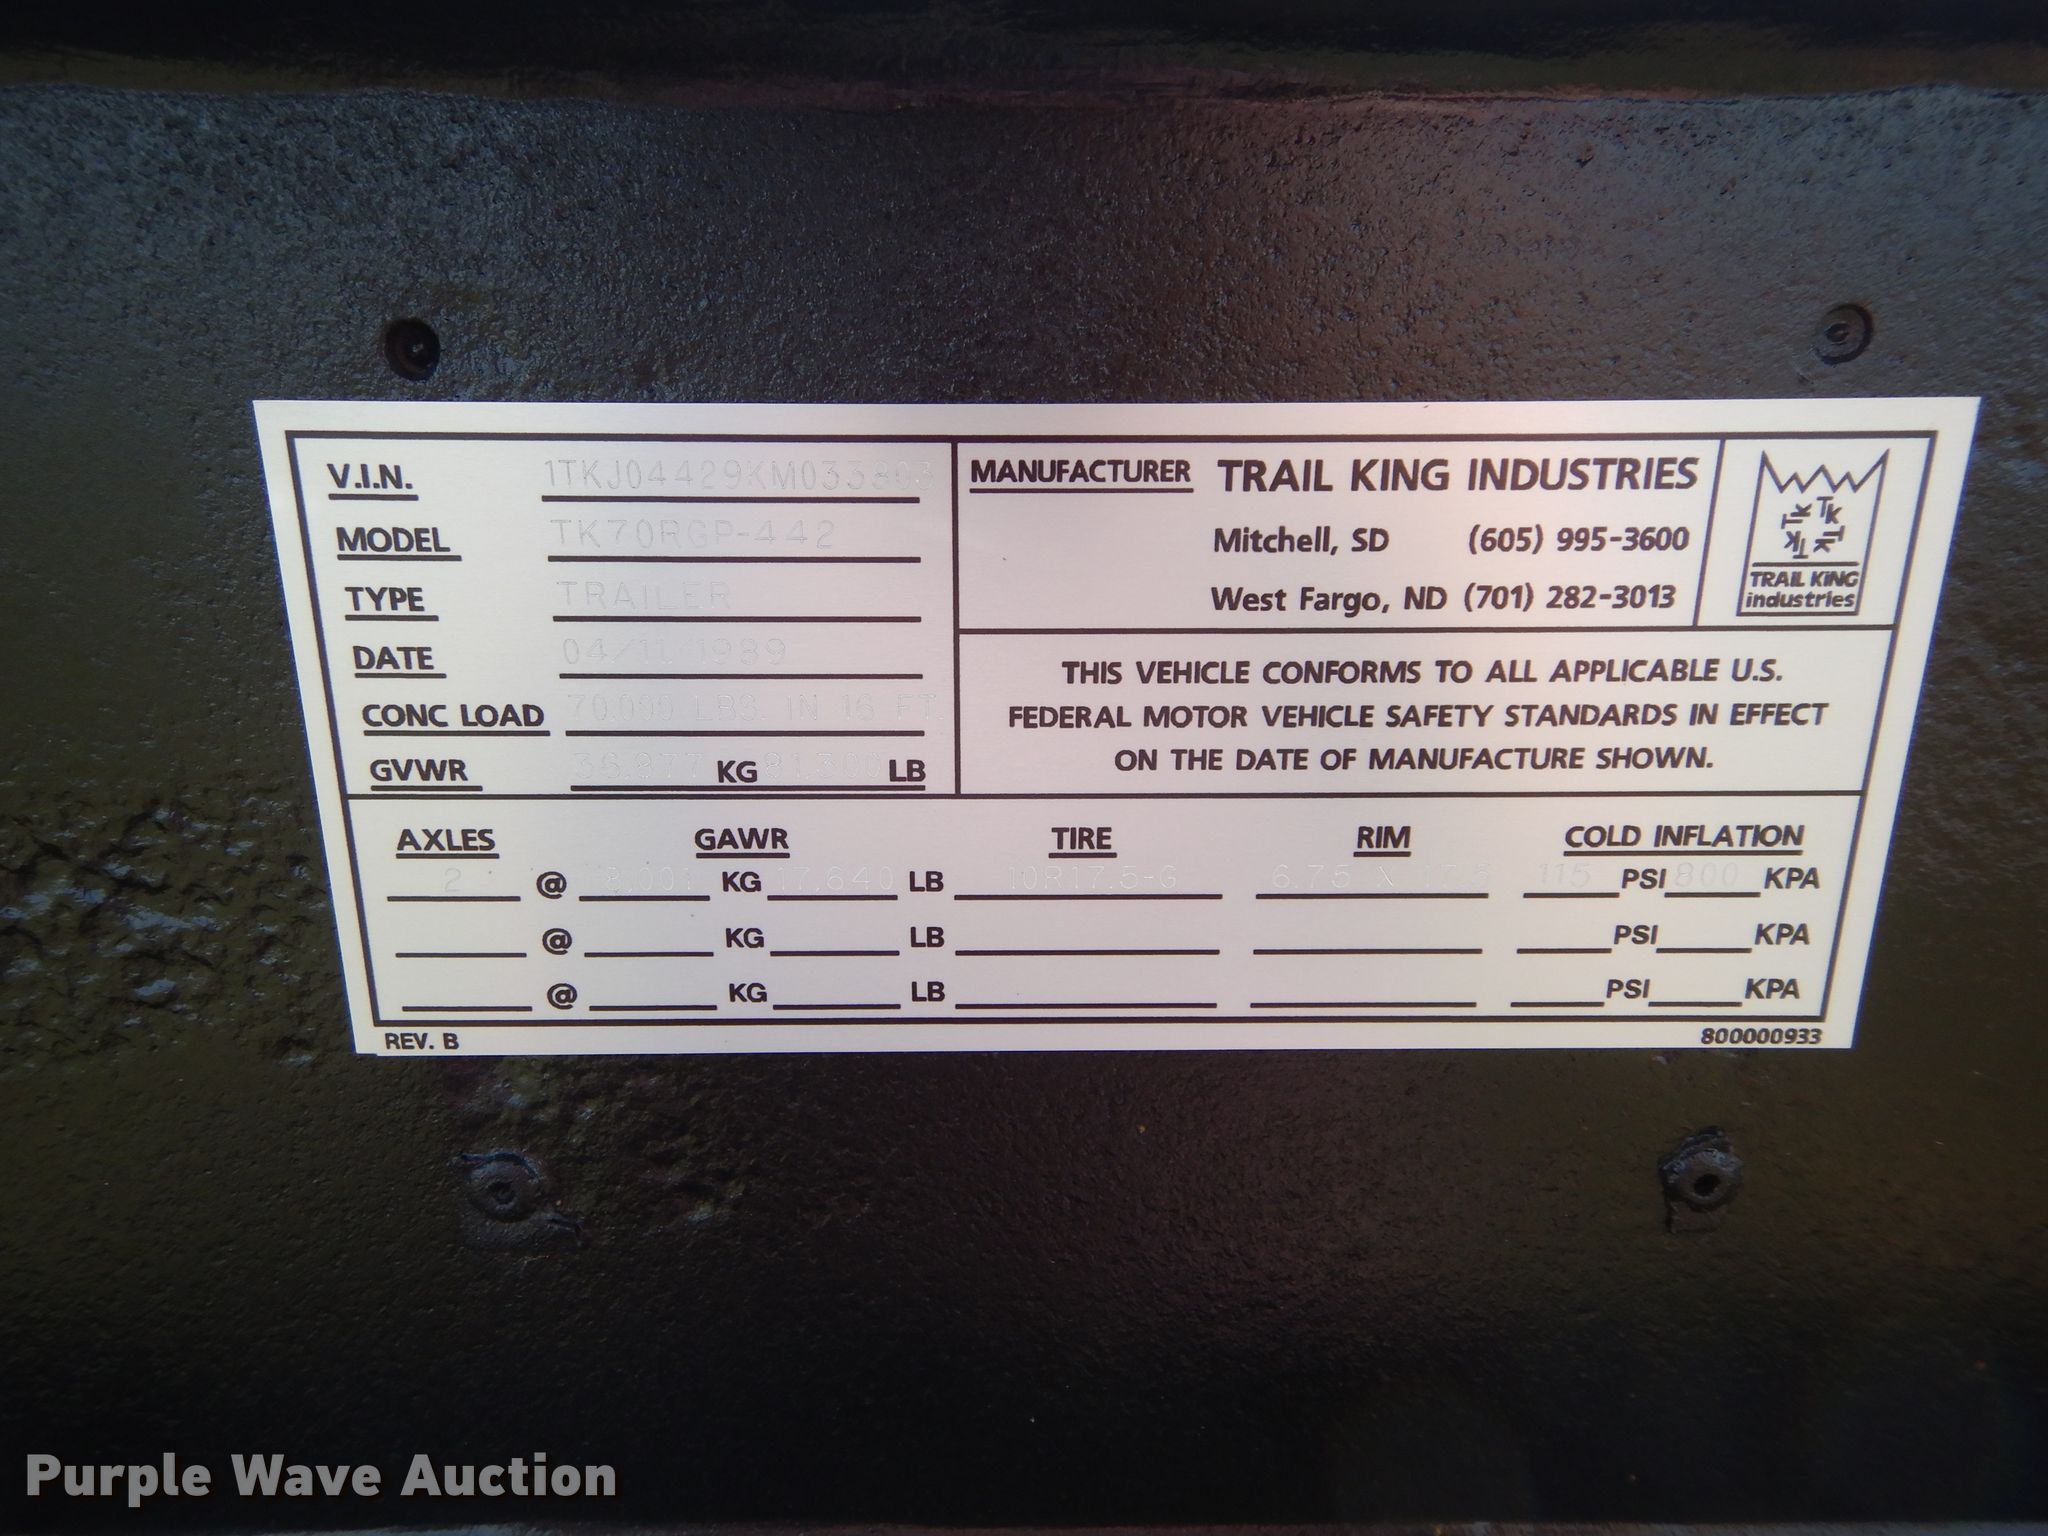 V.I.N. 1TKJ04429KM033803
MODEL TK70RGP-442
TYPE TRAILER
DATE 04/11/1989
CONC LOAD 70,000 LBS. IN 16 FT.
GVWR 36,877 KG 81,300 LB
MANUFACTURER TRAIL KING INDUSTRIES
Mitchell, SD (605) 995-3600
West Fargo, ND (701) 282-3013
TK TK TK TK TK
TRAIL KING
industries
THIS VEHICLE CONFORMS TO ALL APPLICABLE U.S.
FEDERAL MOTOR VEHICLE SAFETY STANDARDS IN EFFECT
ON THE DATE OF MANUFACTURE SHOWN.
AXLES GAWR TIRE RIM COLD INFLATION
2 @ 8,001 KG 17,640 LB 10R17.5-G 6.75 X 17.5 115 PSI 800 KPA
@ KG LB PSI KPA
@ KG LB PSI KPA
REV. B 800000933
Purple Wave Auction